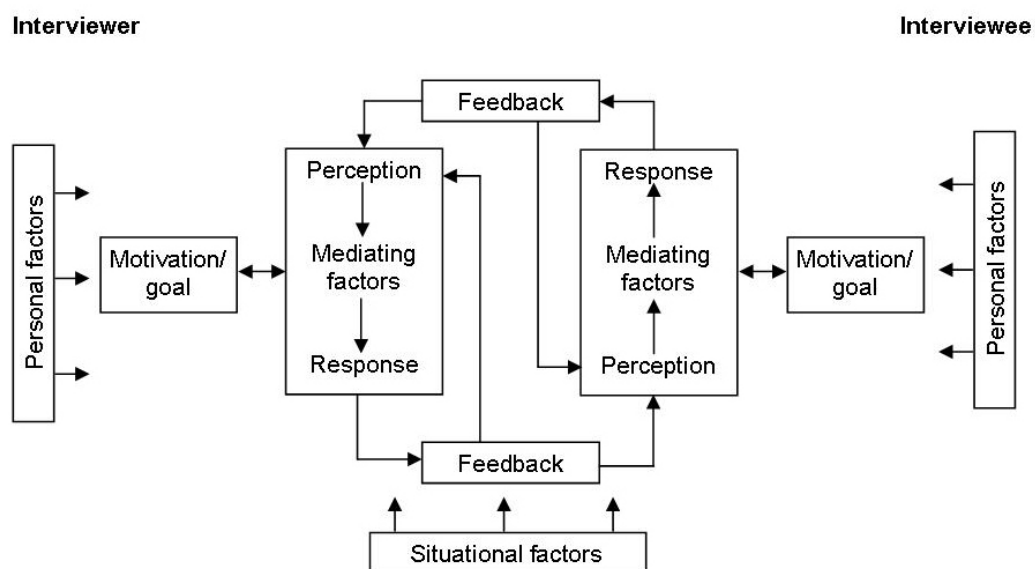 Interviewer
Interviewee
Feedback
Personal factors
Motivation/
goal
Perception
Mediating
factors
Response
Response
Mediating
factors
Perception
Motivation/
goal
Personal factors
Feedback
Situational factors